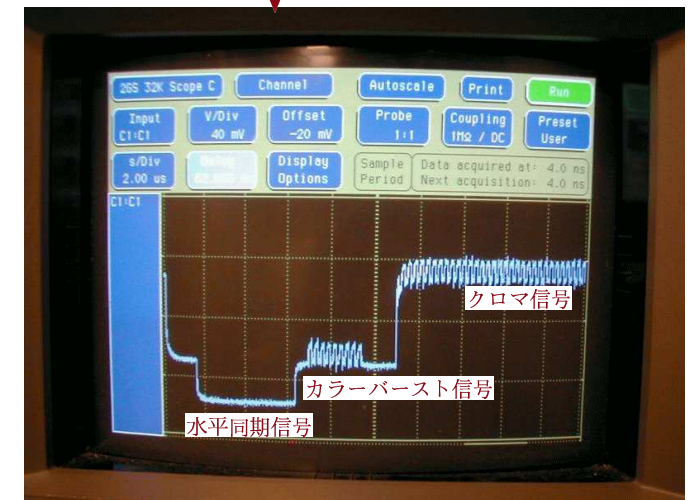 2GS 32K Scope C
Channel
Autoscale
Print
Run
Input
C1:C1
V/Div
40 mV
Offset
-20 mV
Probe
1:1
Coupling
1MΩ / DC
Preset
User
s/Div
2.00 us
Delay
Display
Options
Sample
Period
Data acquired at: 4.0 ns
Next acquisition: 4.0 ns
C1:C1
クロマ信号
カラーバースト信号
水平同期信号